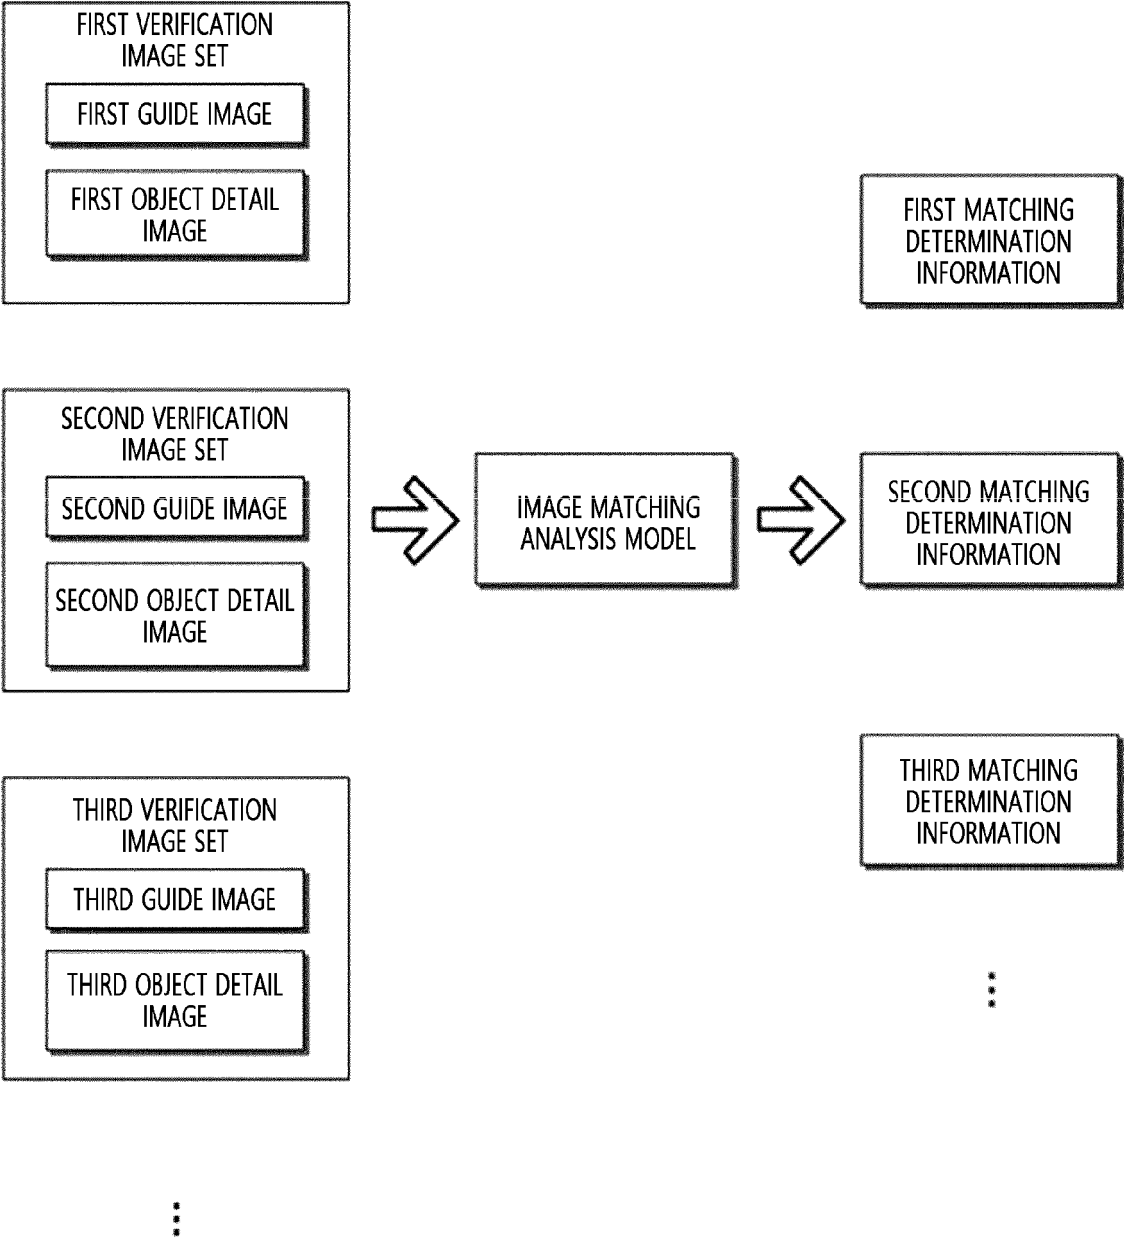 FIRST VERIFICATION
IMAGE SET
FIRST GUIDE IMAGE
FIRST OBJECT DETAIL
IMAGE
SECOND VERIFICATION
IMAGE SET
SECOND GUIDE IMAGE
SECOND OBJECT DETAIL
IMAGE
THIRD VERIFICATION
IMAGE SET
THIRD GUIDE IMAGE
THIRD OBJECT DETAIL
IMAGE
IMAGE MATCHING
ANALYSIS MODEL
FIRST MATCHING
DETERMINATION
INFORMATION
SECOND MATCHING
DETERMINATION
INFORMATION
THIRD MATCHING
DETERMINATION
INFORMATION